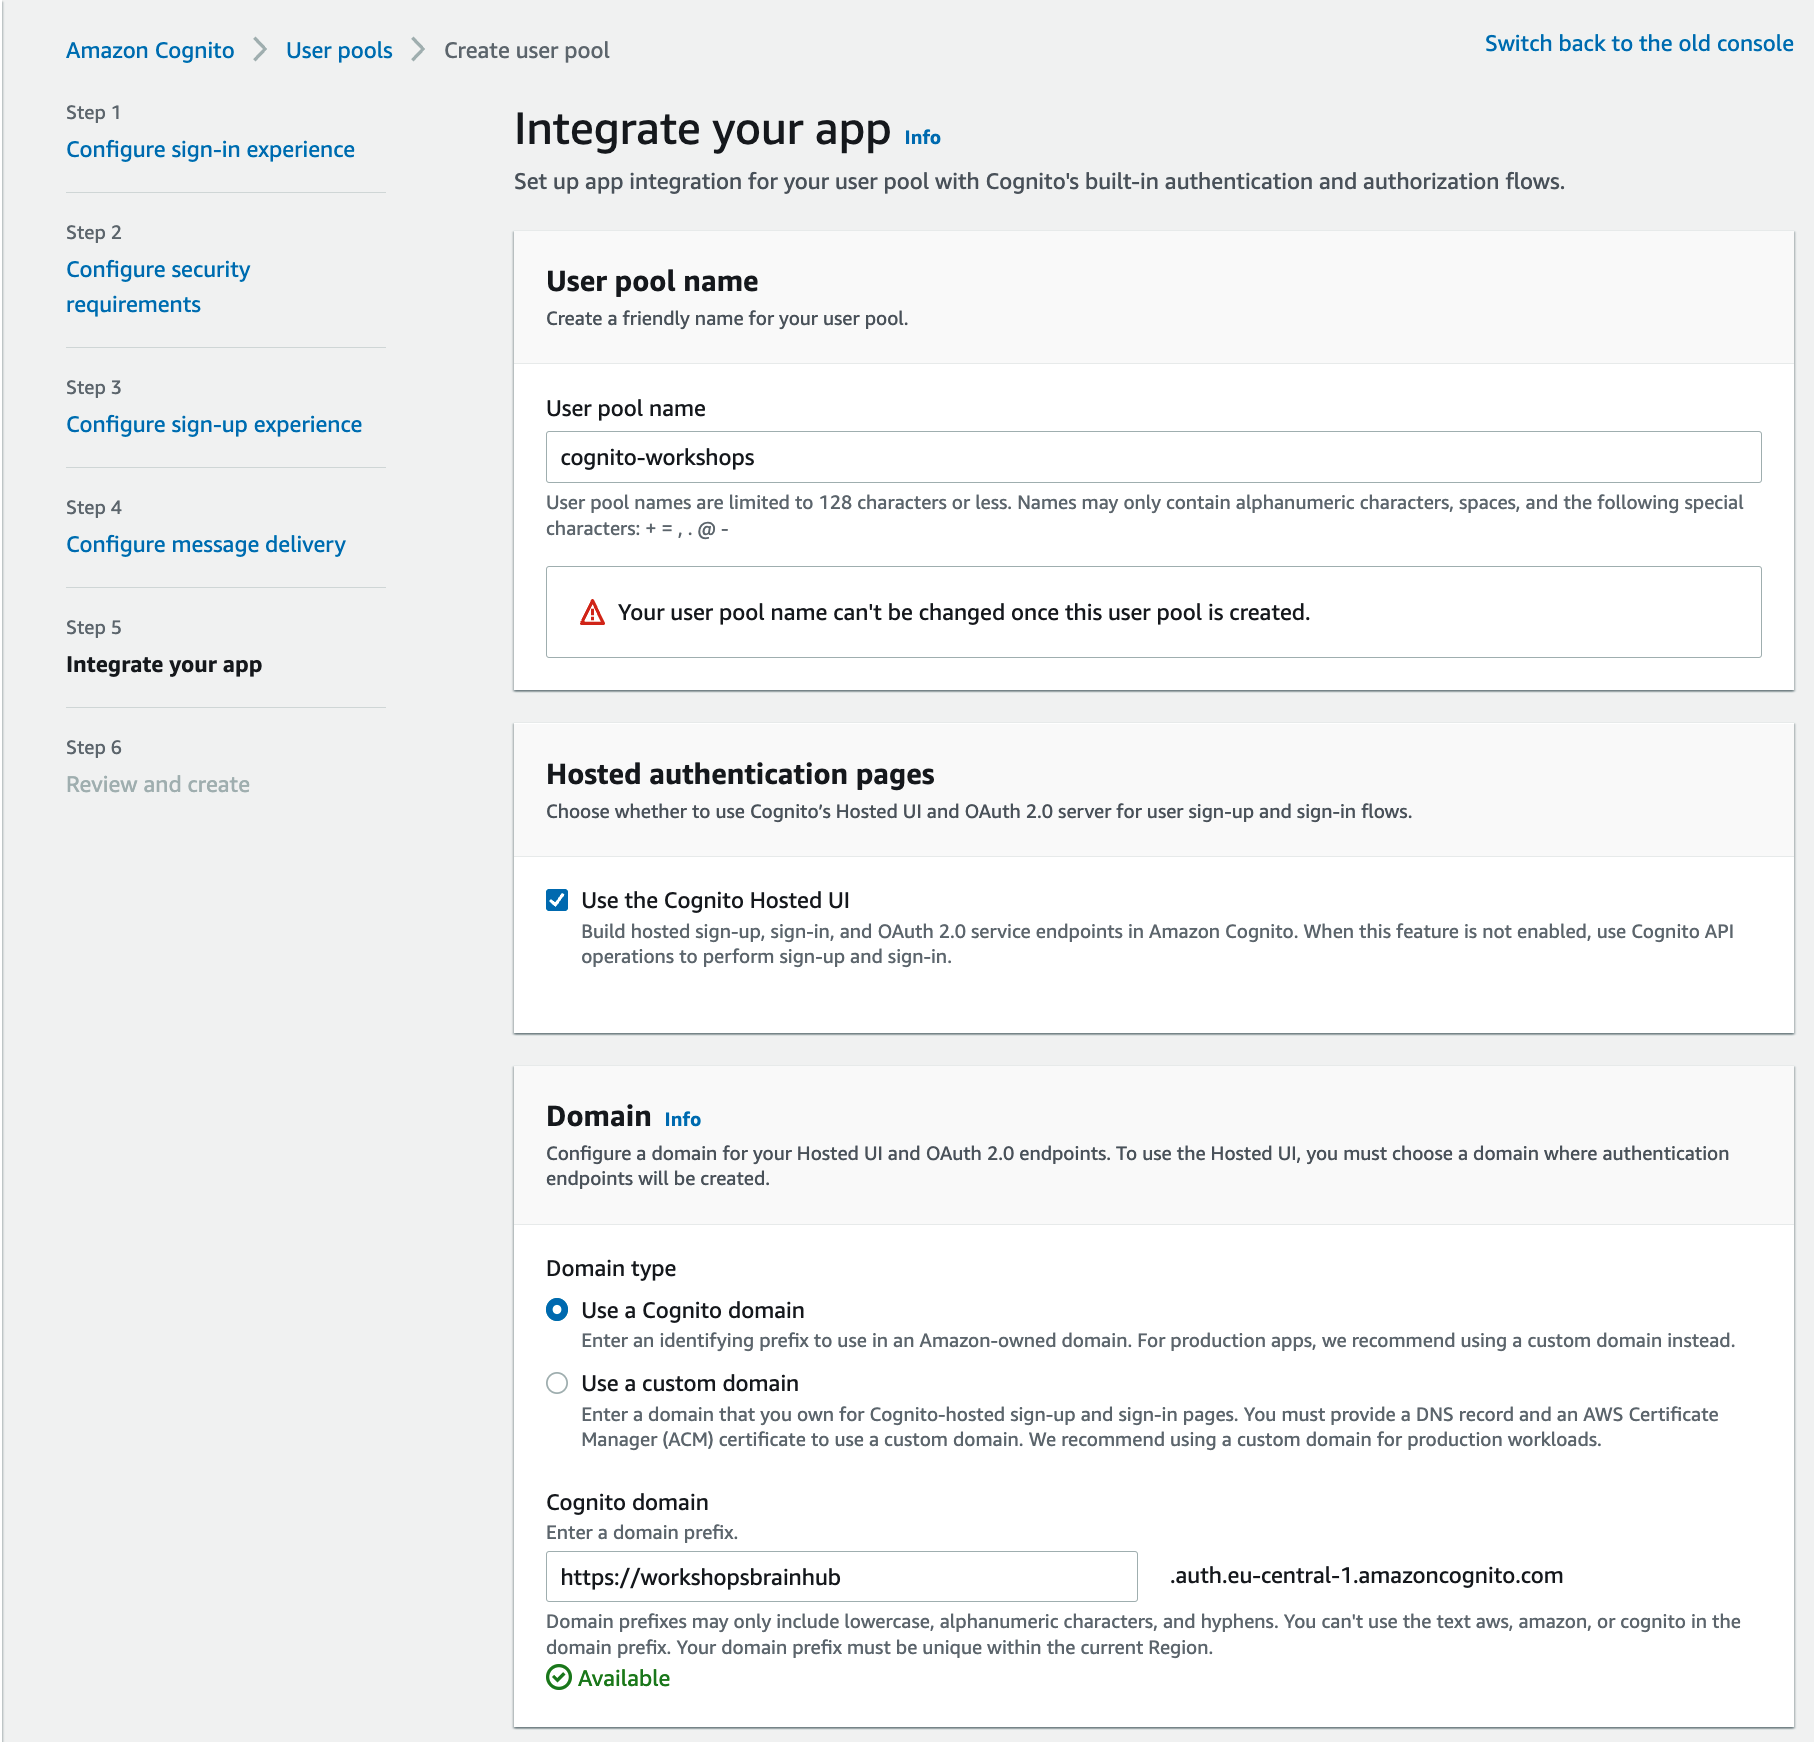 Amazon Cognito > User pools > Create user pool
Switch back to the old console
Step 1
Configure sign-in experience
Step 2
Configure security
requirements
Step 3
Configure sign-up experience
Step 4
Configure message delivery
Step 5
Integrate your app
Step 6
Review and create
Integrate your app Info
Set up app integration for your user pool with Cognito's built-in authentication and authorization flows.
User pool name
Create a friendly name for your user pool.
User pool name
cognito-workshops
User pool names are limited to 128 characters or less. Names may only contain alphanumeric characters, spaces, and the following special
characters: + = , . @ -
Your user pool name can't be changed once this user pool is created.
Hosted authentication pages
Choose whether to use Cognito’s Hosted UI and OAuth 2.0 server for user sign-up and sign-in flows.
Use the Cognito Hosted UI
Build hosted sign-up, sign-in, and OAuth 2.0 service endpoints in Amazon Cognito. When this feature is not enabled, use Cognito API
operations to perform sign-up and sign-in.
Domain Info
Configure a domain for your Hosted UI and OAuth 2.0 endpoints. To use the Hosted UI, you must choose a domain where authentication
endpoints will be created.
Domain type
Use a Cognito domain
Enter an identifying prefix to use in an Amazon-owned domain. For production apps, we recommend using a custom domain instead.
Use a custom domain
Enter a domain that you own for Cognito-hosted sign-up and sign-in pages. You must provide a DNS record and an AWS Certificate
Manager (ACM) certificate to use a custom domain. We recommend using a custom domain for production workloads.
Cognito domain
Enter a domain prefix.
https://workshopsbrainhub .auth.eu-central-1.amazoncognito.com
Domain prefixes may only include lowercase, alphanumeric characters, and hyphens. You can't use the text aws, amazon, or cognito in the
domain prefix. Your domain prefix must be unique within the current Region.
Available